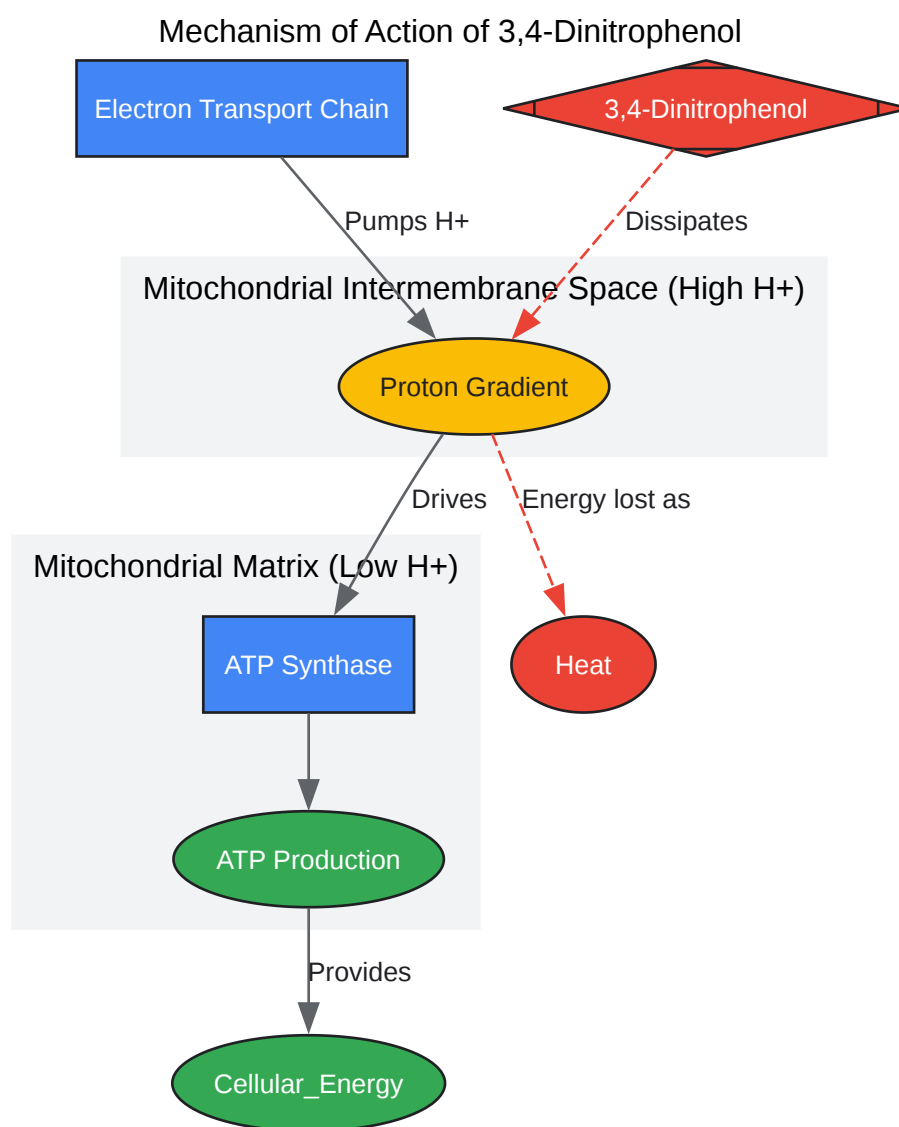 Mechanism of Action of 3,4-Dinitrophenol
Electron Transport Chain
3,4-Dinitrophenol
Pumps H+
Dissipates
Mitochondrial Intermembrane Space (High H+)
Proton Gradient
Drives
Energy lost as
Mitochondrial Matrix (Low H+)
ATP Synthase
Heat
ATP Production
Provides
Cellular_Energy